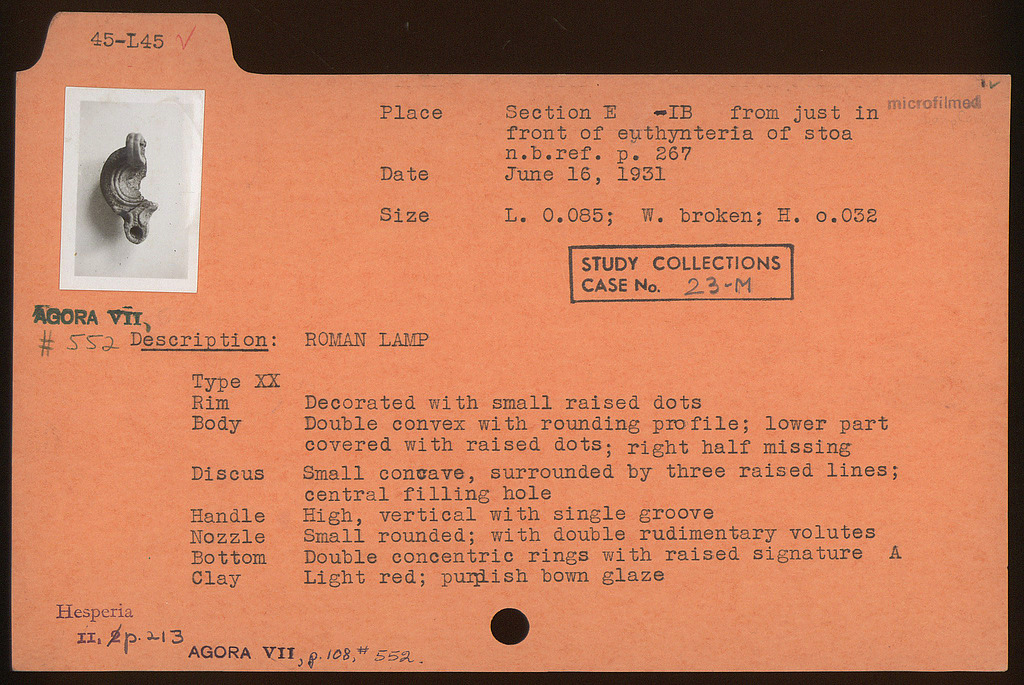 45-L45 ✓
microfilmed
Place Section E -IB from just in
front of euthynteria of stoa
n.b.ref. p. 267
Date June 16, 1931
Size L. 0.085; W. broken; H. o.032
STUDY COLLECTIONS
CASE No. 23-M
AGORA VII,
# 552 Description: ROMAN LAMP
Type XX
Rim Decorated with small raised dots
Body Double convex with rounding profile; lower part
covered with raised dots; right half missing
Discus Small concave, surrounded by three raised lines;
central filling hole
Handle High, vertical with single groove
Nozzle Small rounded; with double rudimentary volutes
Bottom Double concentric rings with raised signature A
Clay Light red; purplish bown glaze
Hesperia
II, p. 213
AGORA VII, p. 108, # 552.